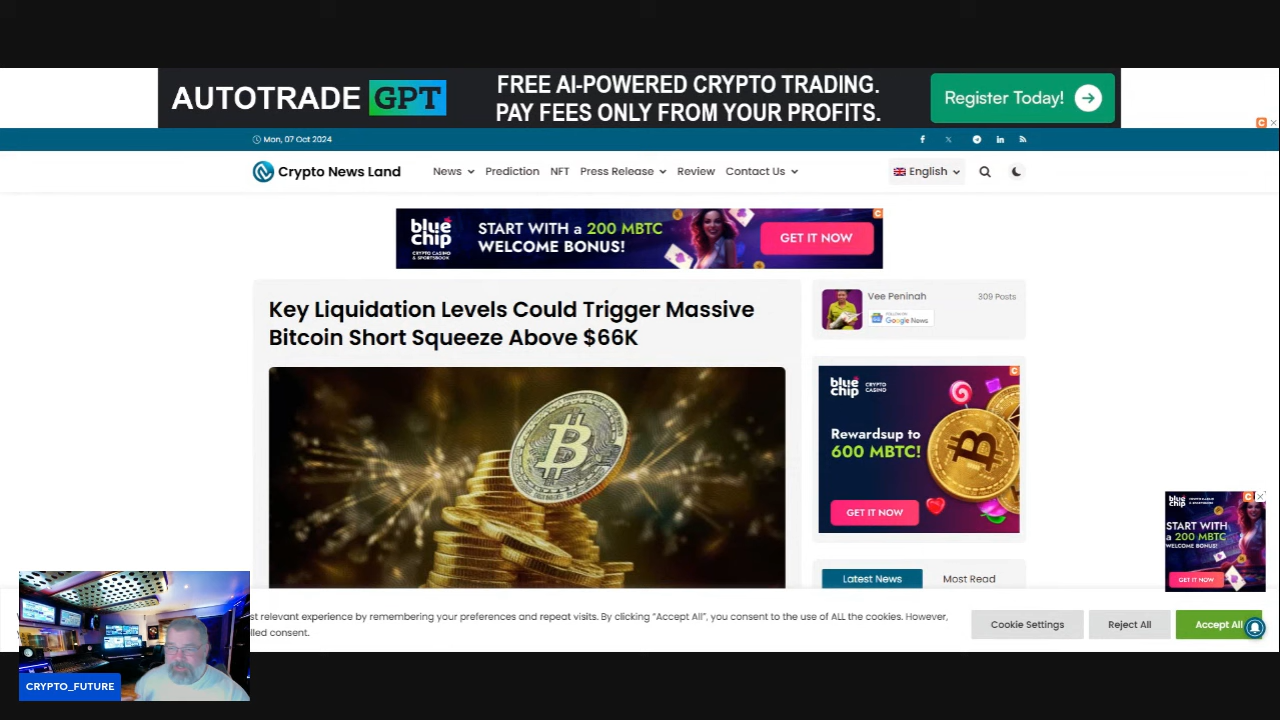 AUTOTRADE GPT
FREE AI-POWERED CRYPTO TRADING.
PAY FEES ONLY FROM YOUR PROFITS.
Register Today!
Mon, 07 Oct 2024
Crypto News Land
News
Prediction
NFT
Press Release
Review
Contact Us
English
blue chip
CRYPTO CASINO
& SPORTSBOOK
START WITH a 200 MBTC
WELCOME BONUS!
GET IT NOW
Key Liquidation Levels Could Trigger Massive
Bitcoin Short Squeeze Above $66K
Vee Peninah
309 Posts
Google News
blue chip
CRYPTO
CASINO
Rewardsup to
600 MBTC!
GET IT NOW
blue chip
START WITH
a 200 MBTC
WELCOME BONUS!
GET IT NOW
Latest News
Most Read
st relevant experience by remembering your preferences and repeat visits. By clicking “Accept All”, you consent to the use of ALL the cookies. However,
lled consent.
Cookie Settings
Reject All
Accept All
CRYPTO_FUTURE